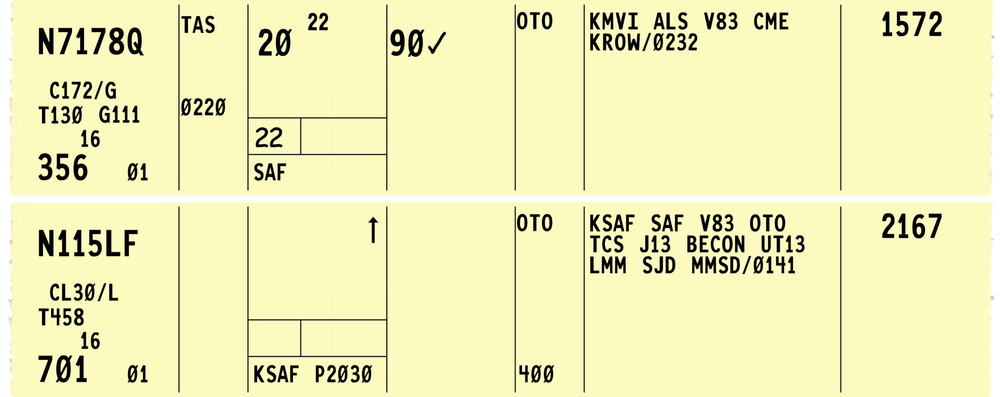 N7178Q
C172/G
T13Ø G111
16
356 Ø1
TAS
Ø22Ø
2Ø 22
22
SAF
9Ø✓
OTO
KMVI ALS V83 CME
KROW/Ø232
1572
N115LF
CL3Ø/L
T458
16
7Ø1 Ø1
↑
KSAF P2Ø3Ø
OTO
4ØØ
KSAF SAF V83 OTO
TCS J13 BECON UT13
LMM SJD MMSD/Ø141
2167